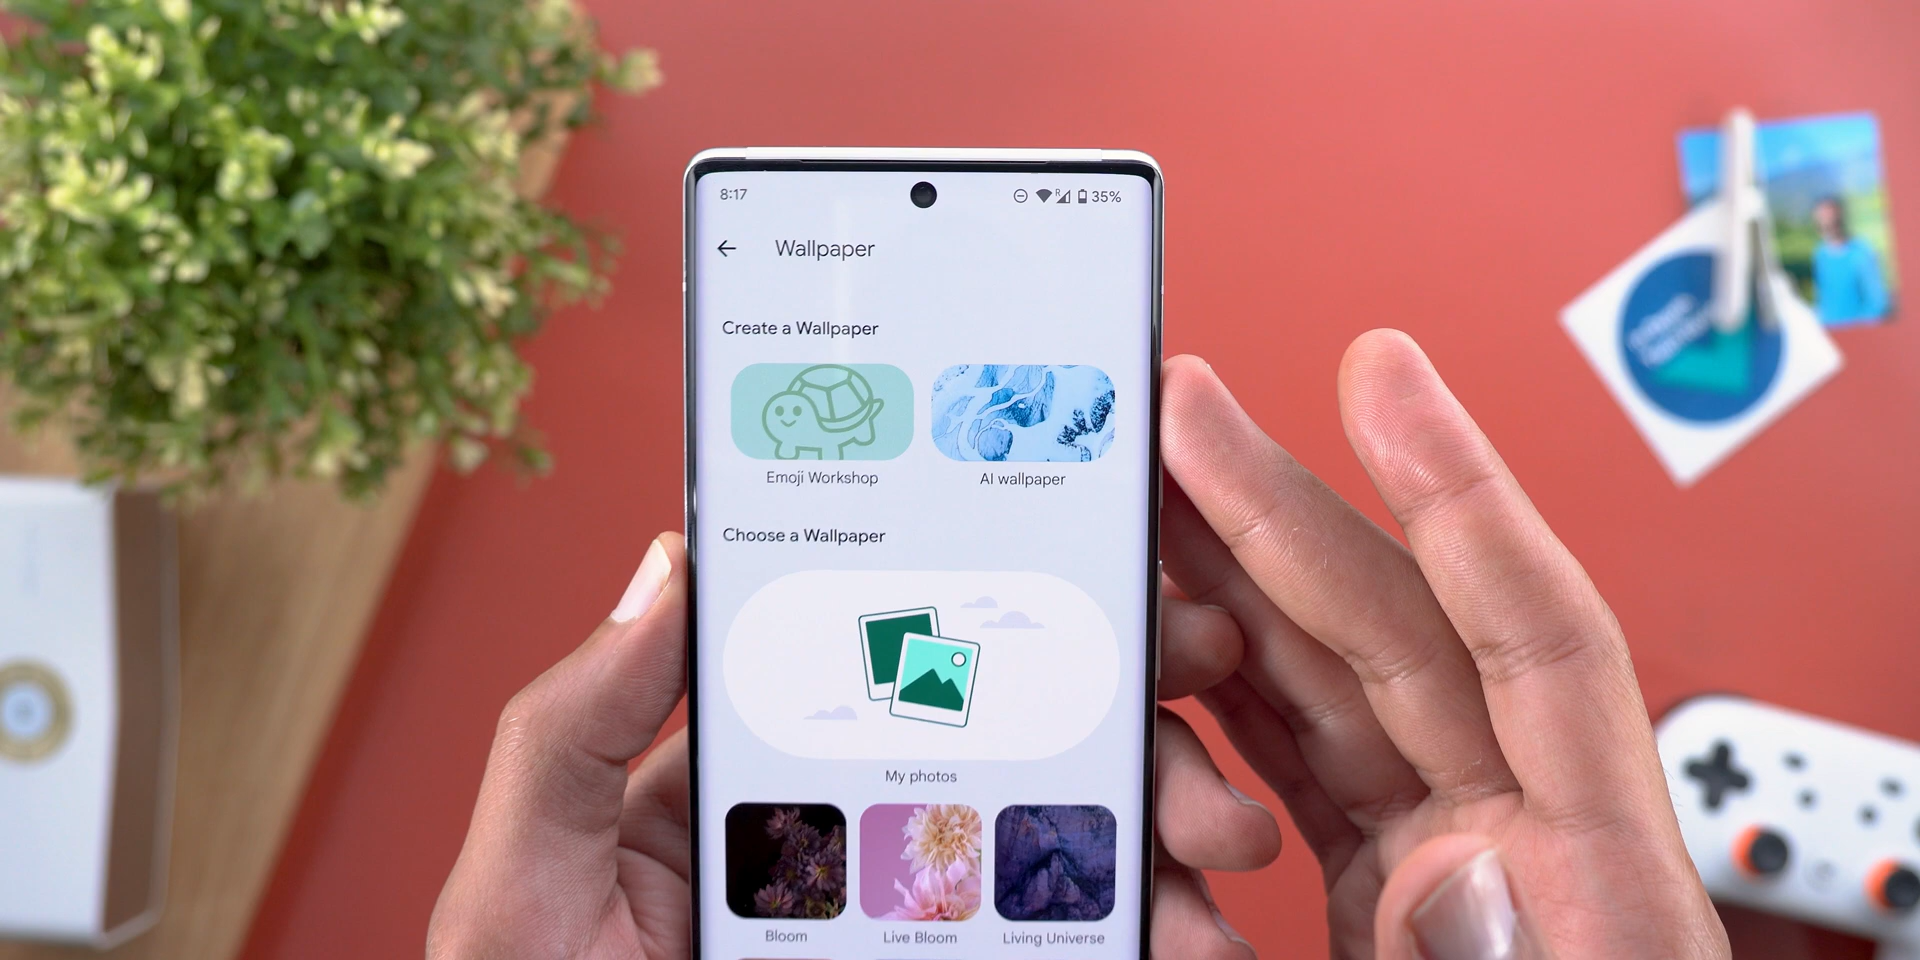 8:17
R
35%
Wallpaper
Create a Wallpaper
Emoji Workshop
AI wallpaper
Choose a Wallpaper
My photos
Bloom
Live Bloom
Living Universe